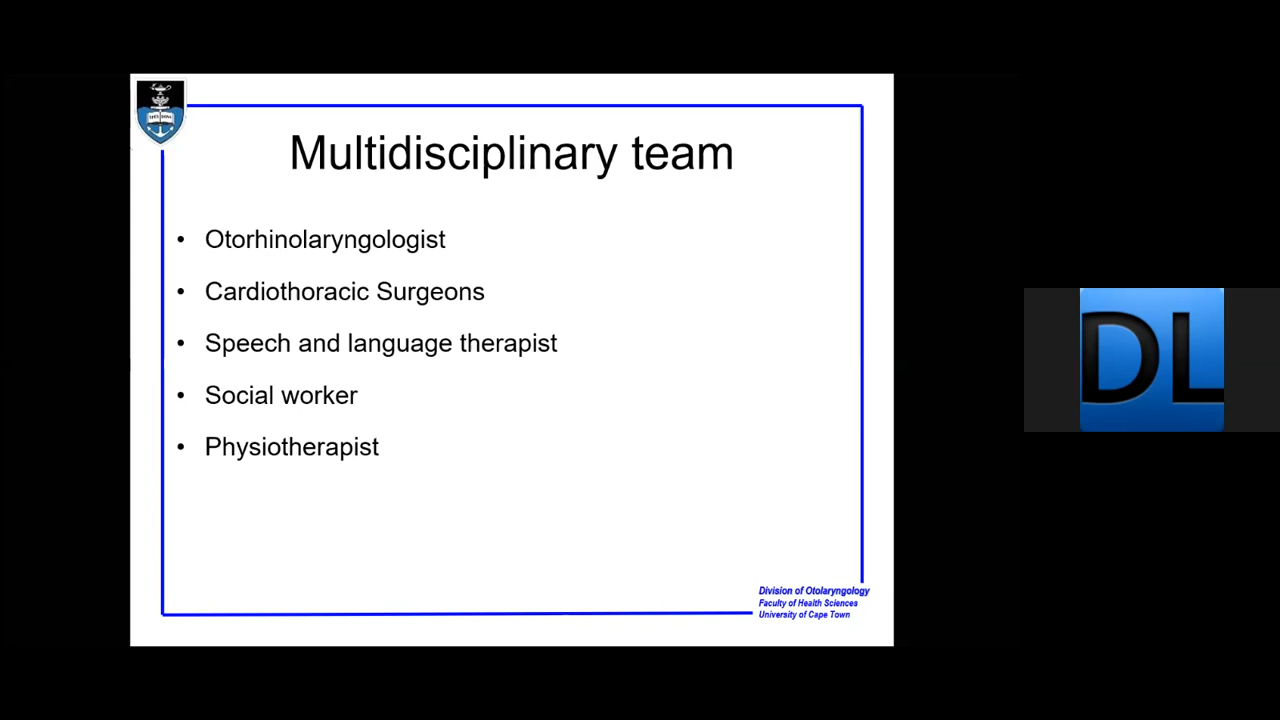 Multidisciplinary team
• Otorhinolaryngologist
• Cardiothoracic Surgeons
• Speech and language therapist
• Social worker
• Physiotherapist
Division of Otolaryngology
Faculty of Health Sciences
University of Cape Town
DL